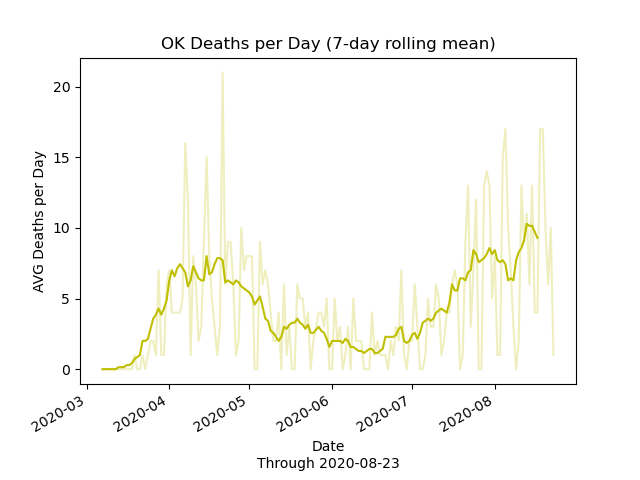 OK Deaths per Day (7-day rolling mean)
AVG Deaths per Day
20
15
10
5
0
2020-03
2020-04
2020-05
2020-06
2020-07
2020-08
Date
Through 2020-08-23